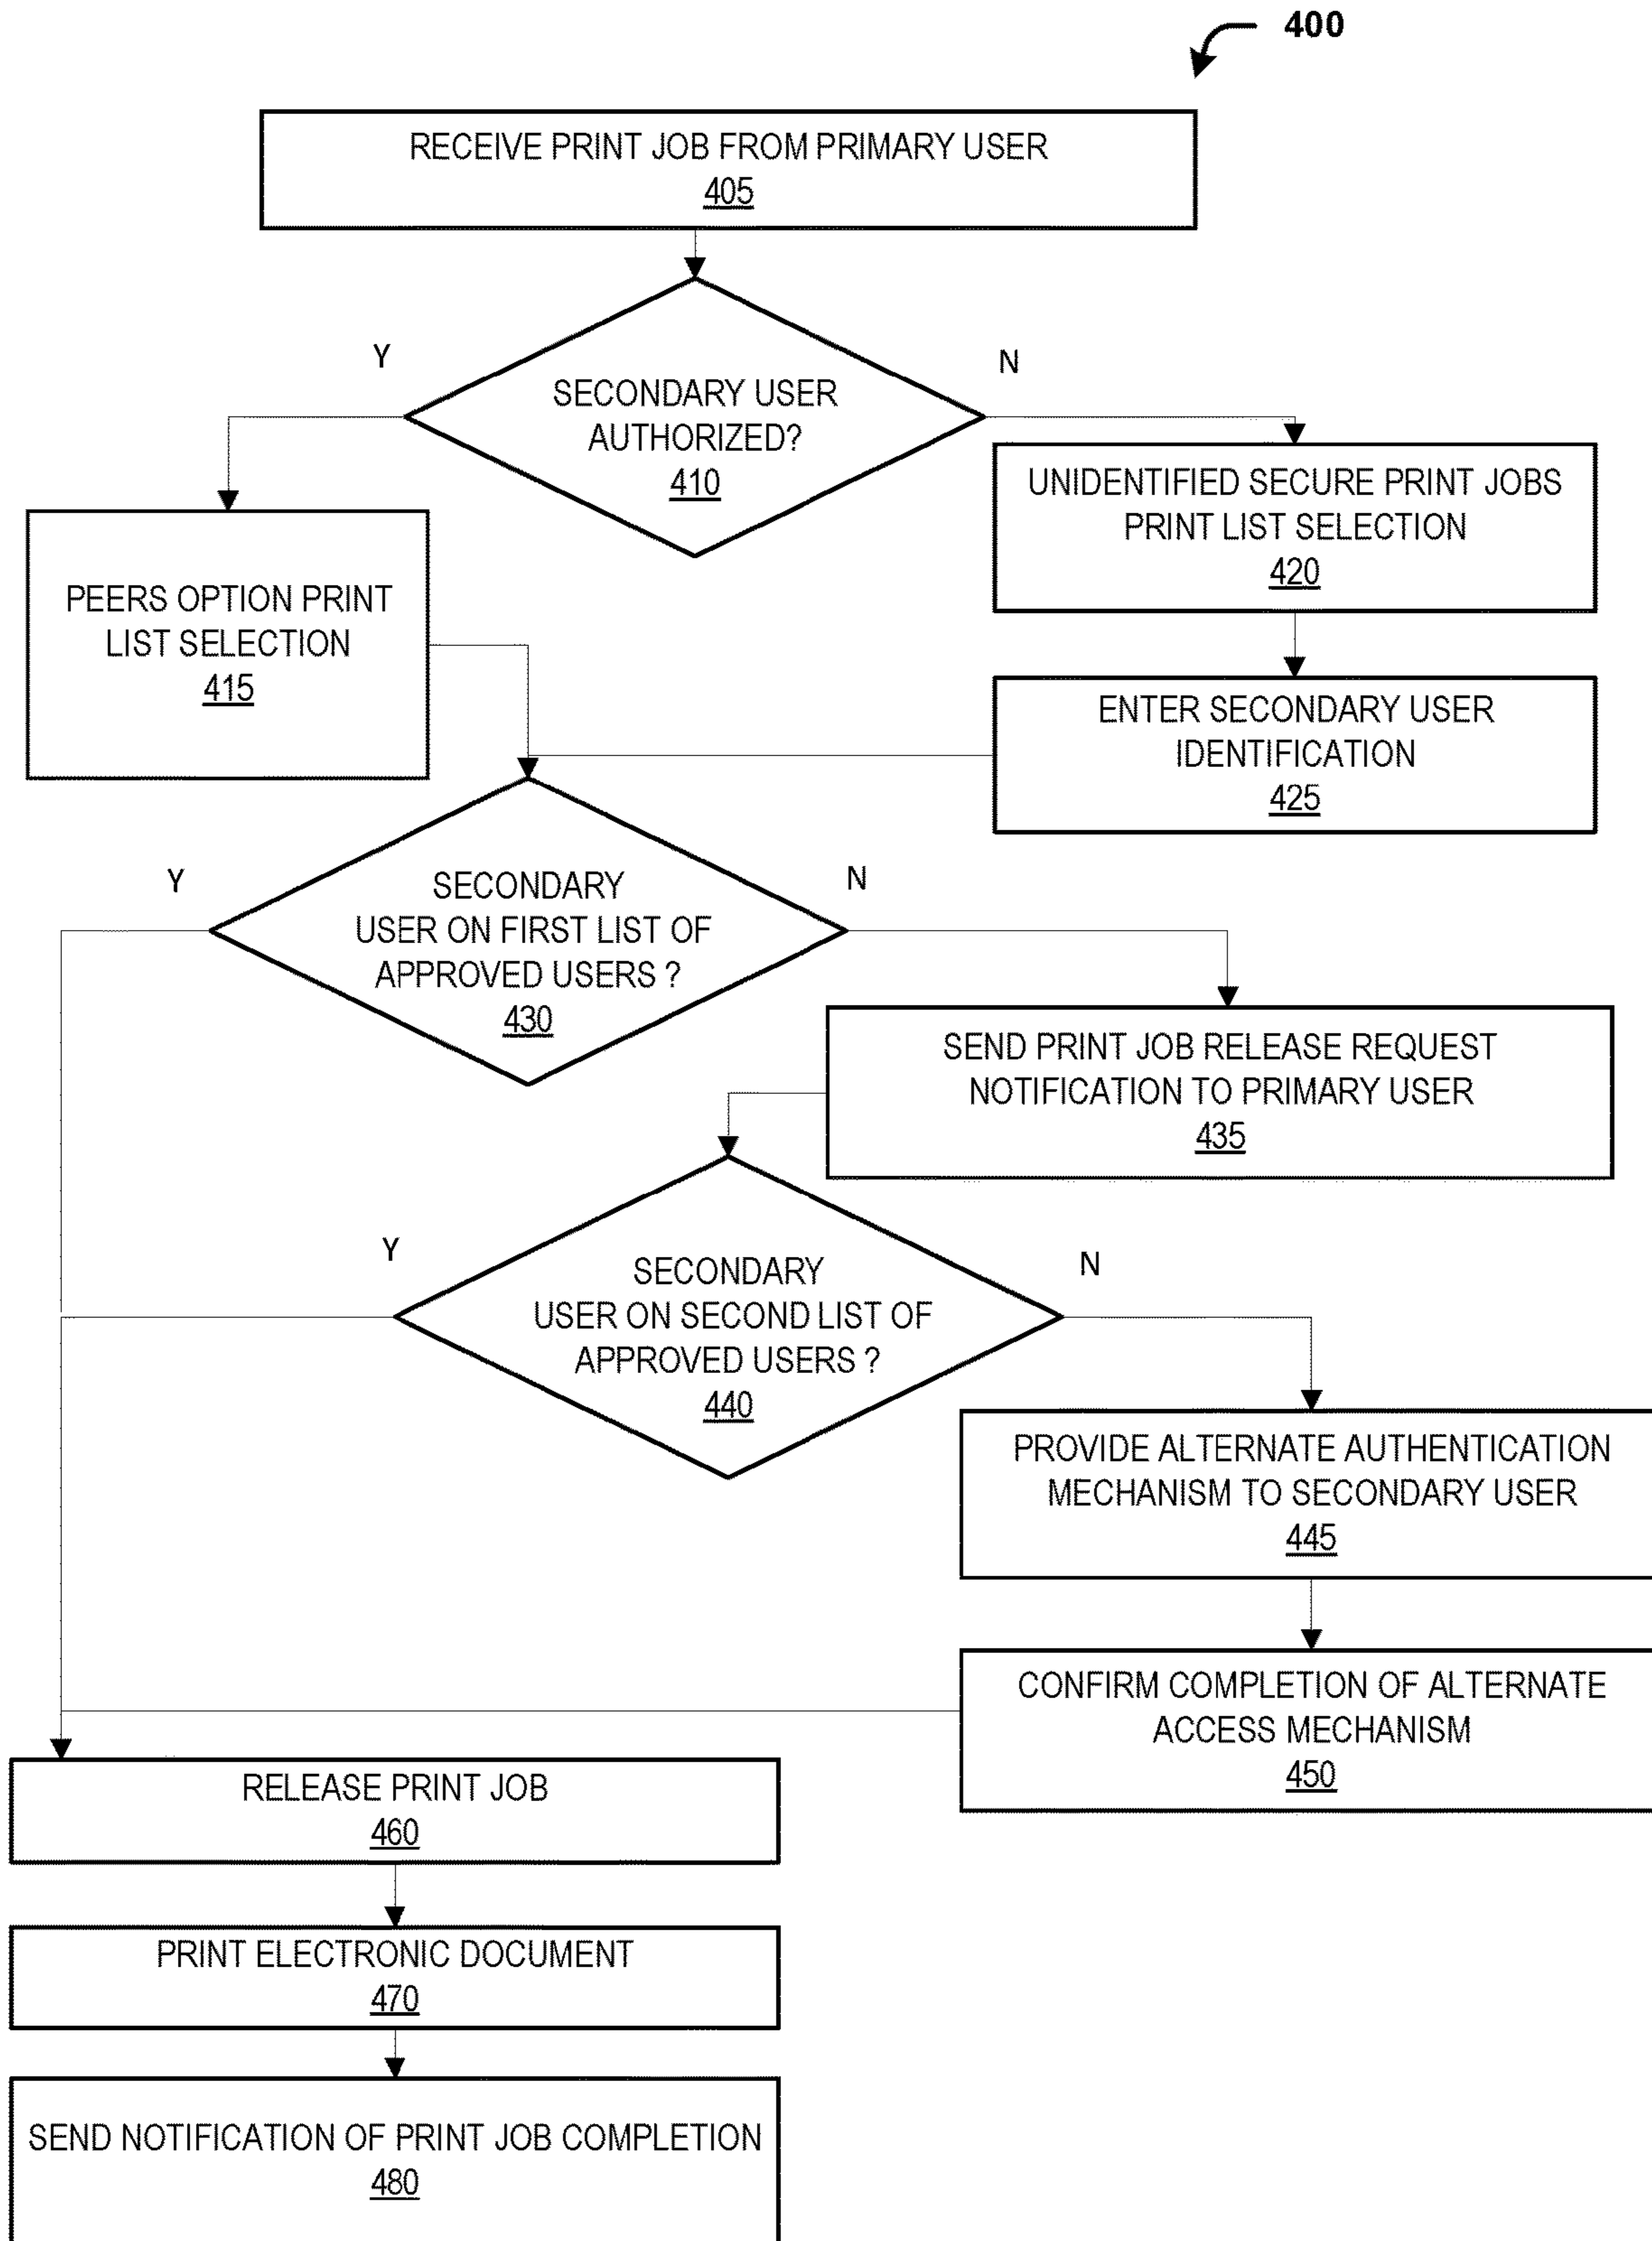 400
RECEIVE PRINT JOB FROM PRIMARY USER
405
Y
N
SECONDARY USER
AUTHORIZED?
410
UNIDENTIFIED SECURE PRINT JOBS
PRINT LIST SELECTION
420
PEERS OPTION PRINT
LIST SELECTION
415
ENTER SECONDARY USER
IDENTIFICATION
425
Y
N
SECONDARY
USER ON FIRST LIST OF
APPROVED USERS ?
430
SEND PRINT JOB RELEASE REQUEST
NOTIFICATION TO PRIMARY USER
435
Y
N
SECONDARY
USER ON SECOND LIST OF
APPROVED USERS ?
440
PROVIDE ALTERNATE AUTHENTICATION
MECHANISM TO SECONDARY USER
445
CONFIRM COMPLETION OF ALTERNATE
ACCESS MECHANISM
450
RELEASE PRINT JOB
460
PRINT ELECTRONIC DOCUMENT
470
SEND NOTIFICATION OF PRINT JOB COMPLETION
480